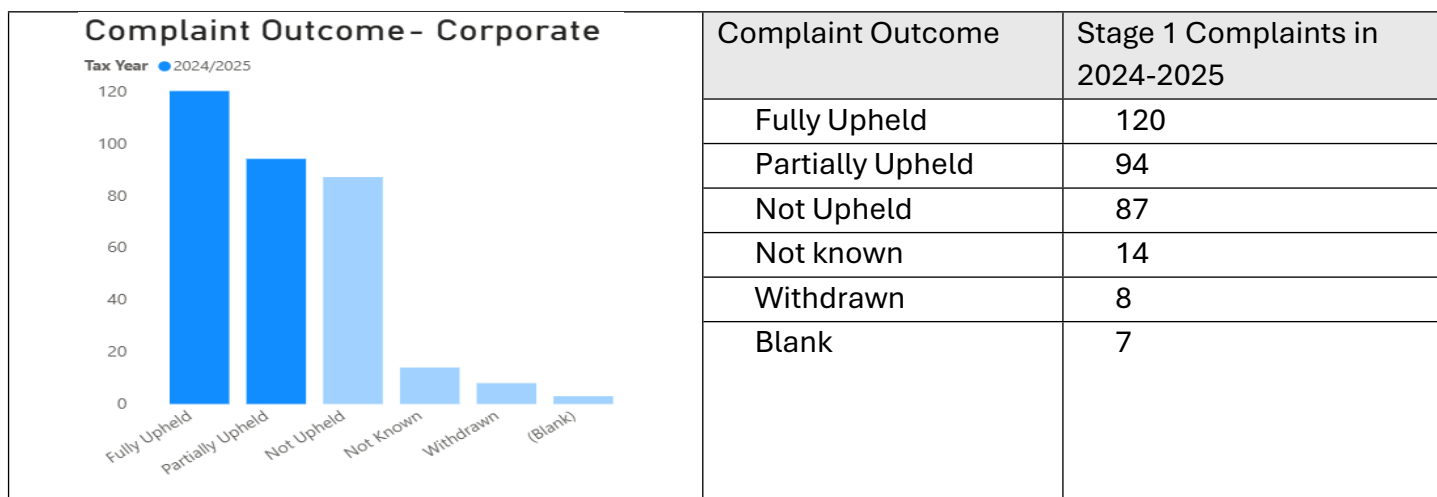 Complaint Outcome- Corporate
Tax Year 2024/2025
120
100
80
60
40
20
0
Fully Upheld
Partially Upheld
Not Upheld
Not Known
Withdrawn
(Blank)
Complaint Outcome
Stage 1 Complaints in
2024-2025
Fully Upheld
120
Partially Upheld
94
Not Upheld
87
Not known
14
Withdrawn
8
Blank
7